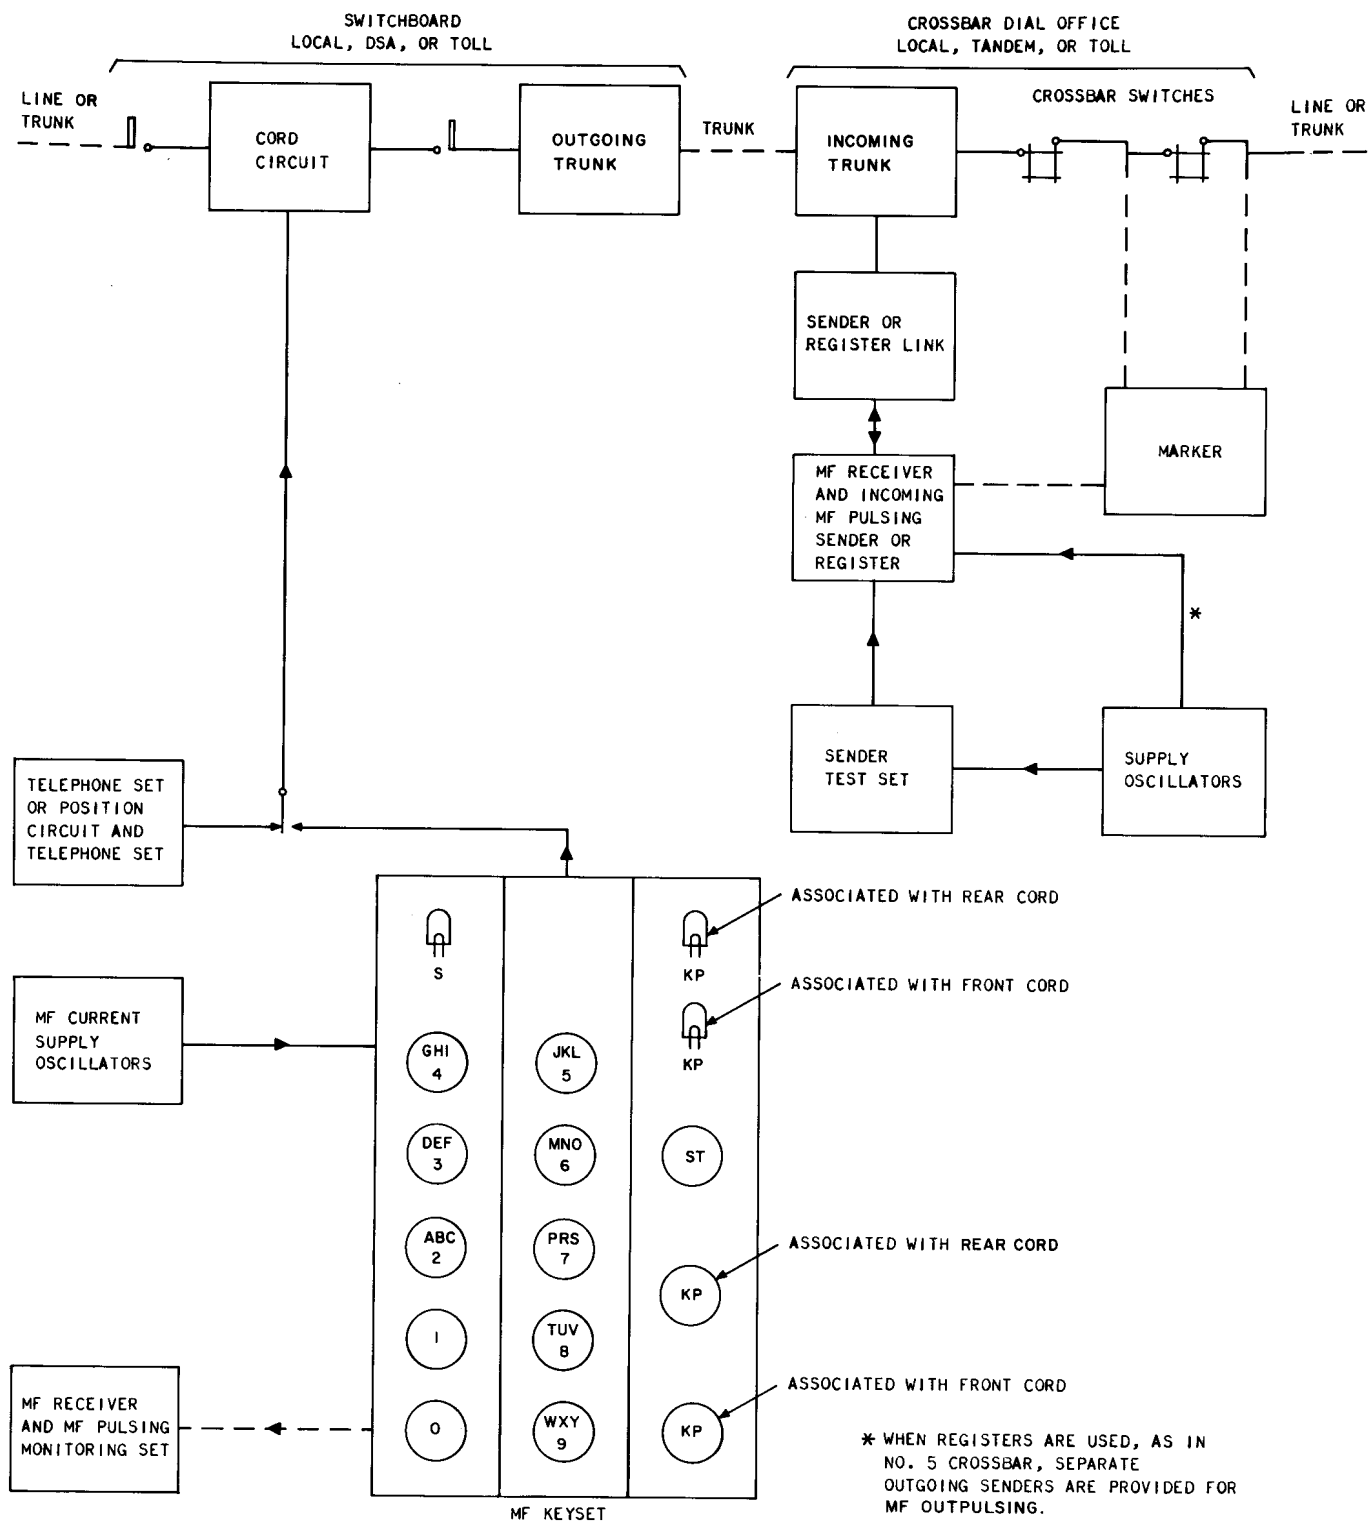 SWITCHBOARD
LOCAL, DSA, OR TOLL
CROSSBAR DIAL OFFICE
LOCAL, TANDEM, OR TOLL
LINE OR
TRUNK
CORD
CIRCUIT
OUTGOING
TRUNK
TRUNK
INCOMING
TRUNK
CROSSBAR SWITCHES
LINE OR
TRUNK
SENDER OR
REGISTER LINK
MF RECEIVER
AND INCOMING
MF PULSING
SENDER OR
REGISTER
MARKER
*
SENDER
TEST SET
SUPPLY
OSCILLATORS
TELEPHONE SET
OR POSITION
CIRCUIT AND
TELEPHONE SET
MF CURRENT
SUPPLY
OSCILLATORS
MF RECEIVER
AND MF PULSING
MONITORING SET
S
GHI
4
DEF
3
ABC
2
1
0
JKL
5
MNO
6
PRS
7
TUV
8
WXY
9
KP
KP
ST
KP
KP
ASSOCIATED WITH REAR CORD
ASSOCIATED WITH FRONT CORD
ASSOCIATED WITH REAR CORD
ASSOCIATED WITH FRONT CORD
MF KEYSET
* WHEN REGISTERS ARE USED, AS IN
NO. 5 CROSSBAR, SEPARATE
OUTGOING SENDERS ARE PROVIDED FOR
MF OUTPULSING.